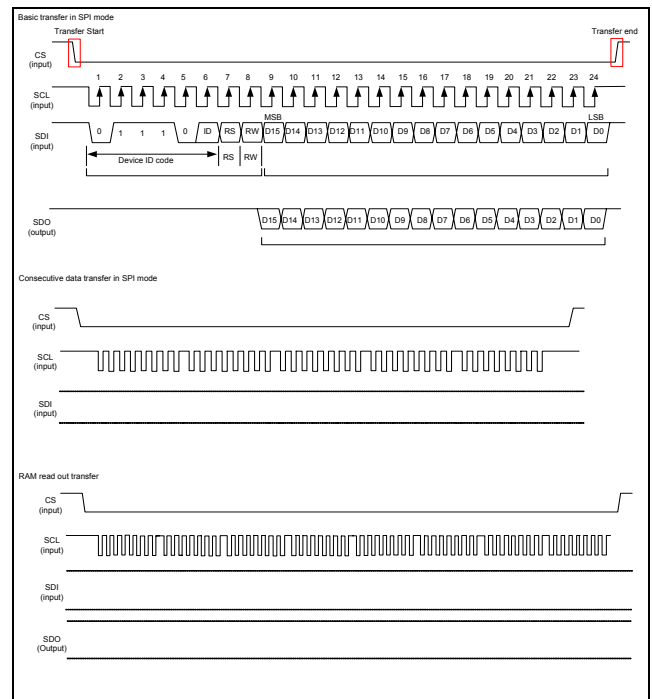 Basic transfer in SPI mode
Transfer Start Transfer end
CS
(input)
1 2 3 4 5 6 7 8 9 10 11 12 13 14 15 16 17 18 19 20 21 22 23 24
SCL
(input)
MSB LSB
SDI
(input)
0 1 1 1 0 ID RS RW D15 D14 D13 D12 D11 D10 D9 D8 D7 D6 D5 D4 D3 D2 D1 D0
Device ID code RS RW
SDO
(output)
D15 D14 D13 D12 D11 D10 D9 D8 D7 D6 D5 D4 D3 D2 D1 D0
Consecutive data transfer in SPI mode
CS
(input)
SCL
(input)
SDI
(input)
RAM read out transfer
CS
(input)
SCL
(input)
SDI
(input)
SDO
(Output)